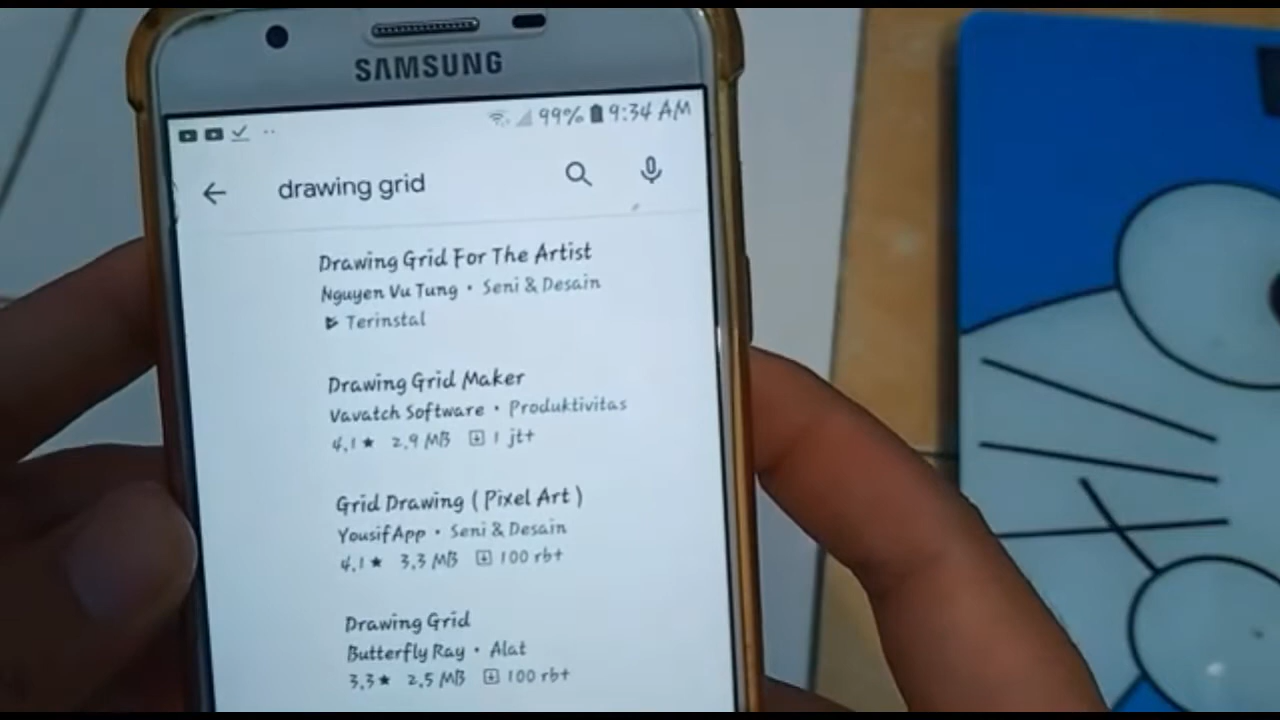 SAMSUNG
99% 9:34 AM
drawing grid
Drawing Grid For The Artist
Nguyen Vu Tung • Seni & Desain
Terinstal
Drawing Grid Maker
Vavatch Software • Produktivitas
4,1★ 2,9 MB 1 jt+
Grid Drawing ( Pixel Art )
YousifApp • Seni & Desain
4,1★ 3,3 MB 100 rb+
Drawing Grid
Butterfly Ray • Alat
3,3★ 2,5 MB 100 rb+